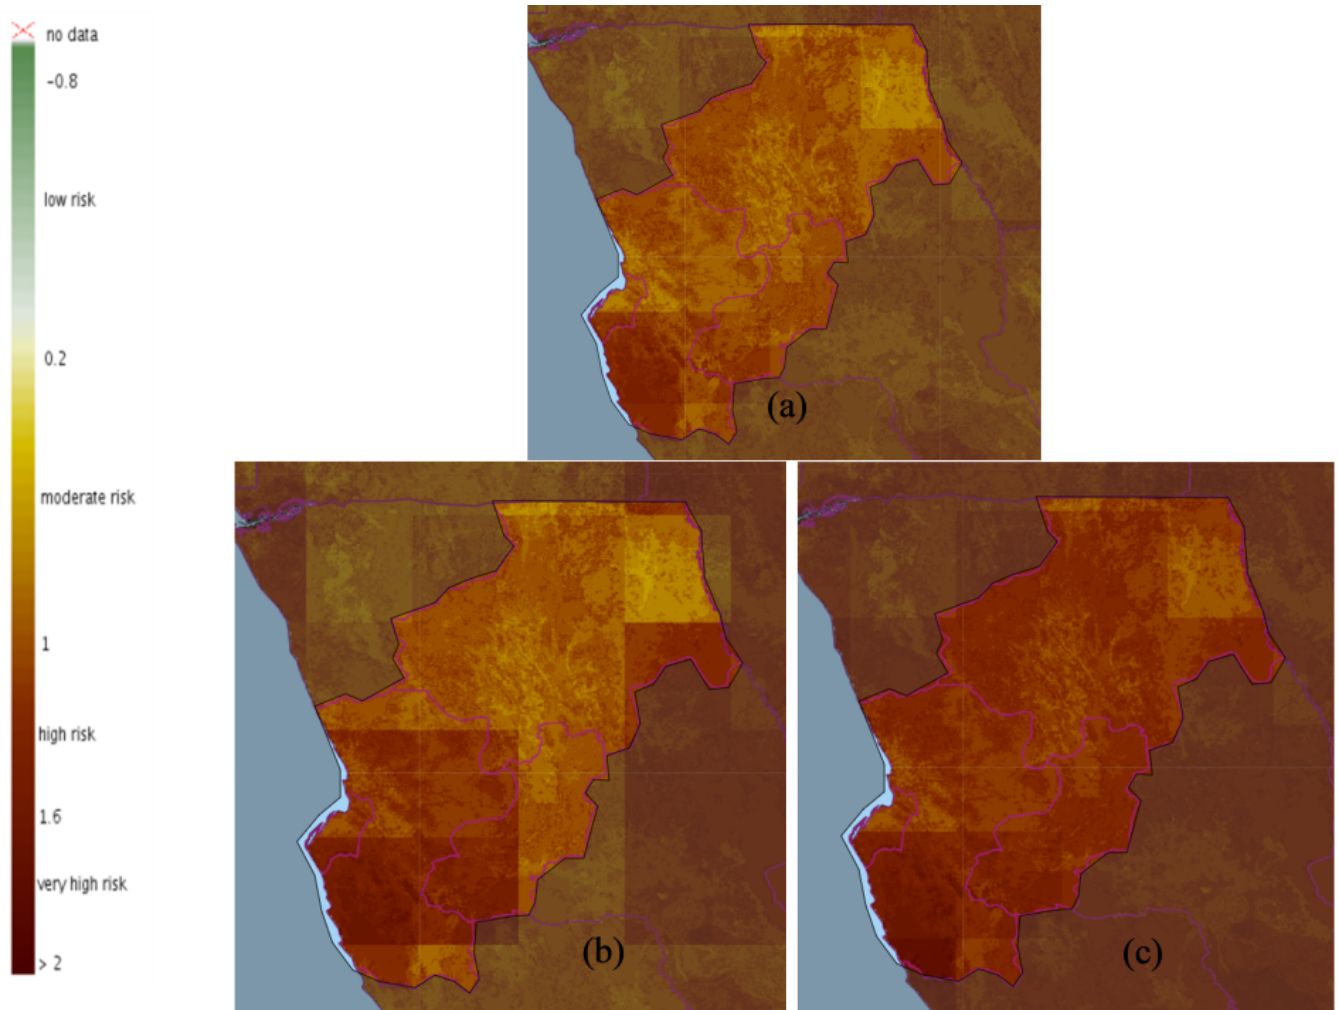 no data
-0.8
low risk
0.2
moderate risk
1
high risk
1.6
very high risk
> 2
(a)
(b)
(c)